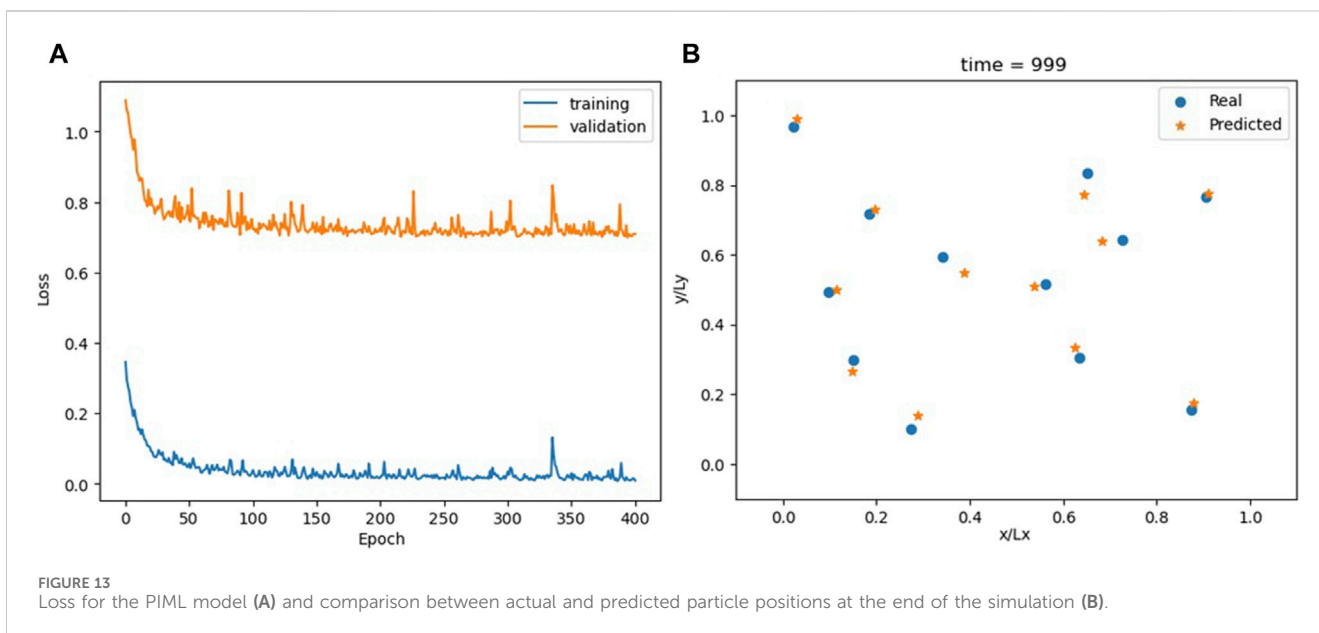 A
training
validation
Loss
1.0
0.8
0.6
0.4
0.2
0.0
0 50 100 150 200 250 300 350 400
Epoch
B
time = 999
Real
Predicted
y/Ly
1.0
0.8
0.6
0.4
0.2
0.0
0.0 0.2 0.4 0.6 0.8 1.0
x/Lx
FIGURE 13
Loss for the PIML model (A) and comparison between actual and predicted particle positions at the end of the simulation (B).